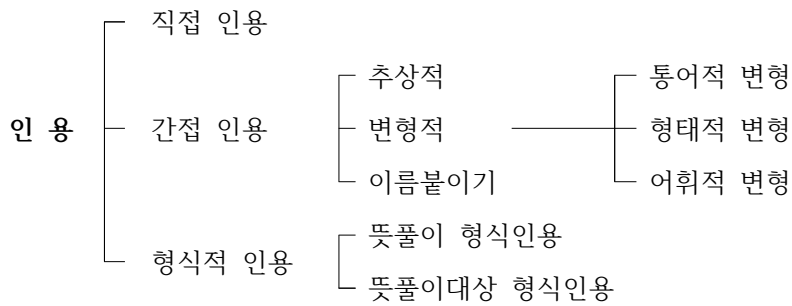 직접 인용
추상적
통어적 변형
인 용
간접 인용
변형적
형태적 변형
이름붙이기
어휘적 변형
뜻풀이 형식인용
형식적 인용
뜻풀이대상 형식인용